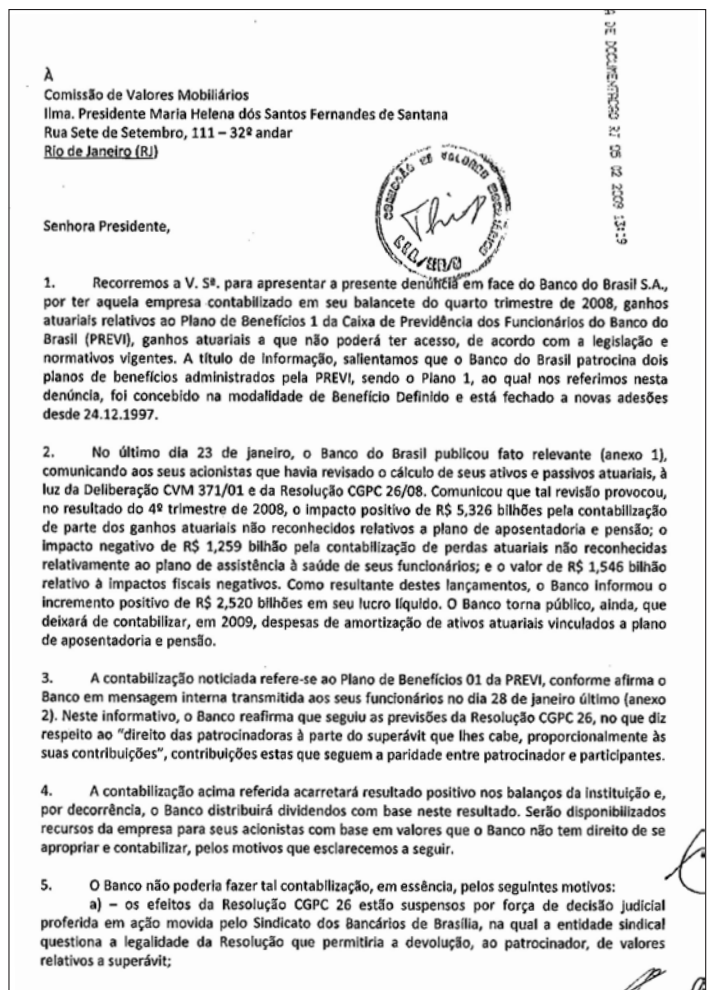 A DE DOCUMENTACAO RJ 05 02 2009 13:19
À
Comissão de Valores Mobiliários
Ilma. Presidente Maria Helena dós Santos Fernandes de Santana
Rua Sete de Setembro, 111 – 32º andar
Rio de Janeiro (RJ)
COMISSÃO DE VALORES MOBILIÁRIOS
Senhora Presidente,
1. Recorremos a V. Sª. para apresentar a presente denúncia em face do Banco do Brasil S.A.,
por ter aquela empresa contabilizado em seu balancete do quarto trimestre de 2008, ganhos
atuariais relativos ao Plano de Benefícios 1 da Caixa de Previdência dos Funcionários do Banco do
Brasil (PREVI), ganhos atuariais a que não poderá ter acesso, de acordo com a legislação e
normativos vigentes. A título de Informação, salientamos que o Banco do Brasil patrocina dois
planos de benefícios administrados pela PREVI, sendo o Plano 1, ao qual nos referimos nesta
denúncia, foi concebido na modalidade de Benefício Definido e está fechado a novas adesões
desde 24.12.1997.
2. No último dia 23 de janeiro, o Banco do Brasil publicou fato relevante (anexo 1),
comunicando aos seus acionistas que havia revisado o cálculo de seus ativos e passivos atuariais, à
luz da Deliberação CVM 371/01 e da Resolução CGPC 26/08. Comunicou que tal revisão provocou,
no resultado do 4º trimestre de 2008, o impacto positivo de R$ 5,326 bilhões pela contabilização
de parte dos ganhos atuariais não reconhecidos relativos a plano de aposentadoria e pensão; o
impacto negativo de R$ 1,259 bilhão pela contabilização de perdas atuariais não reconhecidas
relativamente ao plano de assistência à saúde de seus funcionários; e o valor de R$ 1,546 bilhão
relativo à impactos fiscais negativos. Como resultante destes lançamentos, o Banco informou o
incremento positivo de R$ 2,520 bilhões em seu lucro líquido. O Banco torna público, ainda, que
deixará de contabilizar, em 2009, despesas de amortização de ativos atuariais vinculados a plano
de aposentadoria e pensão.
3. A contabilização noticiada refere-se ao Plano de Benefícios 01 da PREVI, conforme afirma o
Banco em mensagem interna transmitida aos seus funcionários no dia 28 de janeiro último (anexo
2). Neste informativo, o Banco reafirma que seguiu as previsões da Resolução CGPC 26, no que diz
respeito ao “direito das patrocinadoras à parte do superávit que lhes cabe, proporcionalmente às
suas contribuições”, contribuições estas que seguem a paridade entre patrocinador e participantes.
4. A contabilização acima referida acarretará resultado positivo nos balanços da instituição e,
por decorrência, o Banco distribuirá dividendos com base neste resultado. Serão disponibilizados
recursos da empresa para seus acionistas com base em valores que o Banco não tem direito de se
apropriar e contabilizar, pelos motivos que esclarecemos a seguir.
5. O Banco não poderia fazer tal contabilização, em essência, pelos seguintes motivos:
a) – os efeitos da Resolução CGPC 26 estão suspensos por força de decisão judicial
proferida em ação movida pelo Sindicato dos Bancários de Brasília, na qual a entidade sindical
questiona a legalidade da Resolução que permitiria a devolução, ao patrocinador, de valores
relativos a superávit;